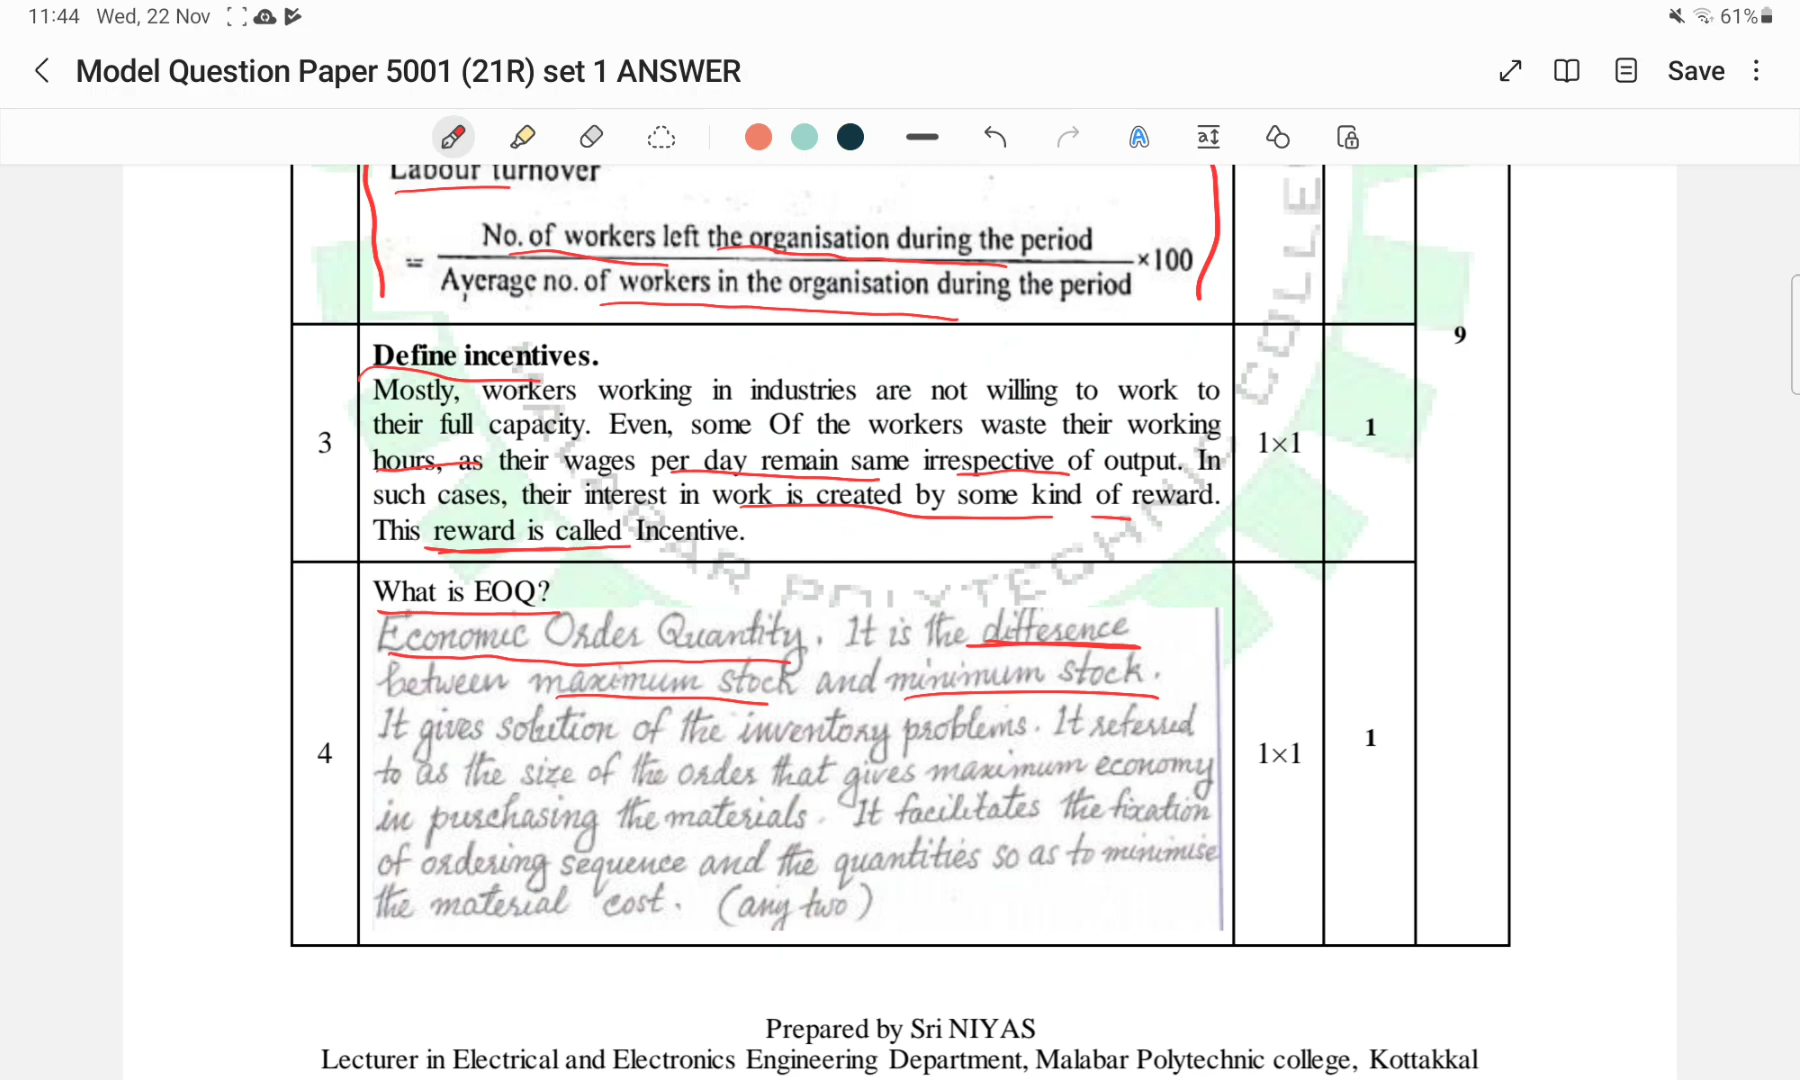 11:44 Wed, 22 Nov
61%
Model Question Paper 5001 (21R) set 1 ANSWER
Save
Labour turnover
No. of workers left the organisation during the period
= ×100
Average no. of workers in the organisation during the period
9
Define incentives.
Mostly, workers working in industries are not willing to work to
their full capacity. Even, some Of the workers waste their working
3
1×1
1
hours, as their wages per day remain same irrespective of output. In
such cases, their interest in work is created by some kind of reward.
This reward is called Incentive.
What is EOQ?
Economic Order Quantity. It is the difference
between maximum stock and minimum stock.
It gives solution of the inventory problems. It referred
4
1×1
1
to as the size of the order that gives maximum economy
in purchasing the materials. It facilitates the fixation
of ordering sequence and the quantities so as to minimise
the material cost. (any two)
MALABAR POLYTECHNIC COLLE
Prepared by Sri NIYAS
Lecturer in Electrical and Electronics Engineering Department, Malabar Polytechnic college, Kottakkal